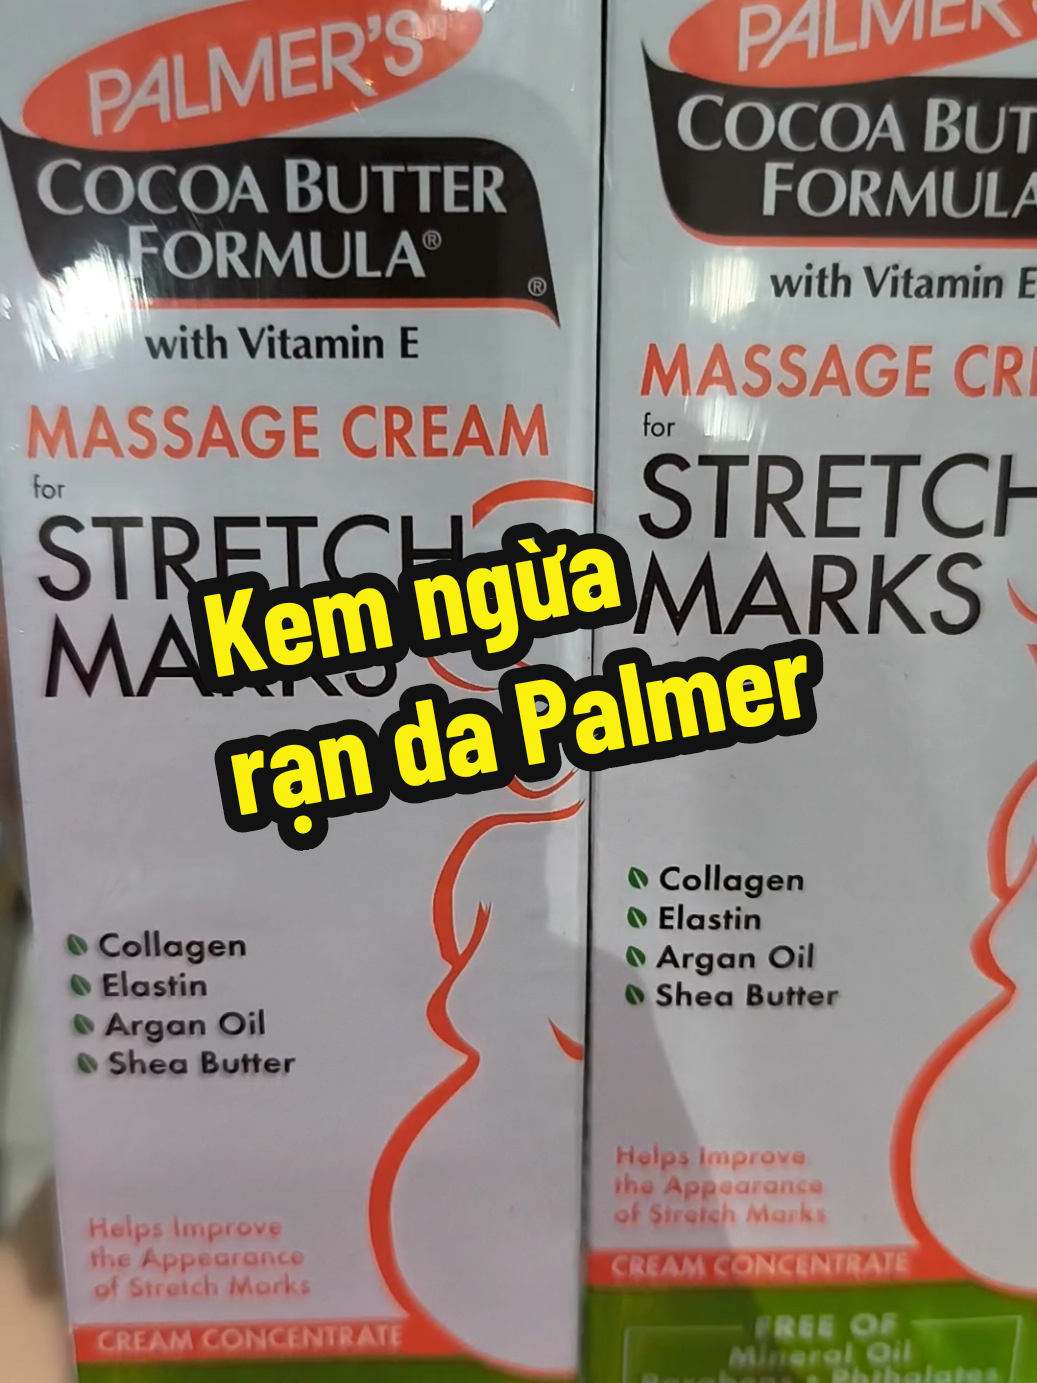 PALMER'S
COCOA BUTTER
FORMULA®
®
with Vitamin E
MASSAGE CREAM
for
STRETCH
MARKS
Collagen
Elastin
Argan Oil
Shea Butter
Helps Improve
the Appearance
of Stretch Marks
CREAM CONCENTRATE
PALMER'S
COCOA BUT
FORMULA
with Vitamin E
MASSAGE CRE
for
STRETCH
MARKS
Collagen
Elastin
Argan Oil
Shea Butter
Helps Improve
the Appearance
of Stretch Marks
CREAM CONCENTRATE
FREE OF
Mineral Oil
Parabens • Phthalates
Kem ngừa
rạn da Palmer